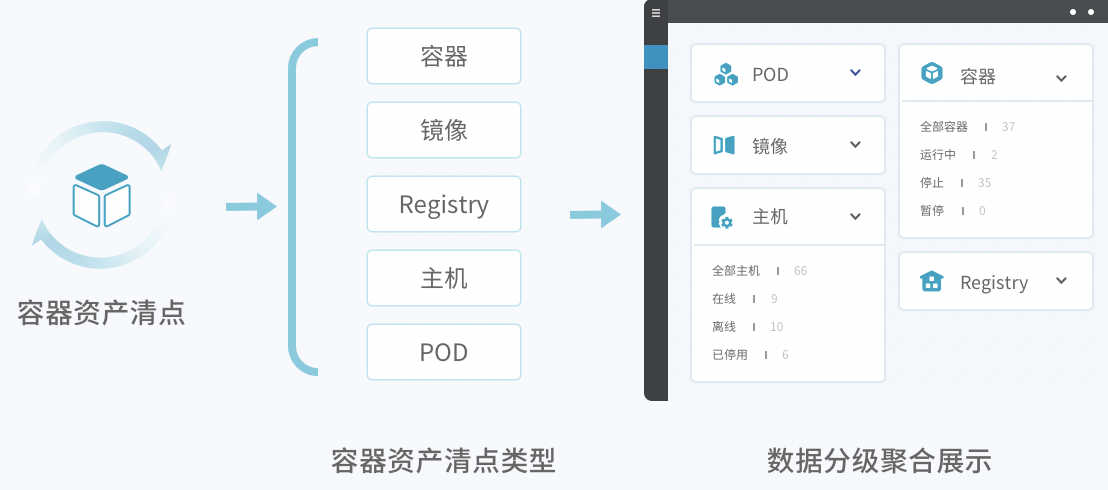 容器资产清点
容器
镜像
Registry
主机
POD
容器资产清点类型
POD
镜像
主机
全部主机 66
在线 9
离线 10
已停用 6
容器
全部容器 37
运行中 2
停止 35
暂停 0
Registry
数据分级聚合展示